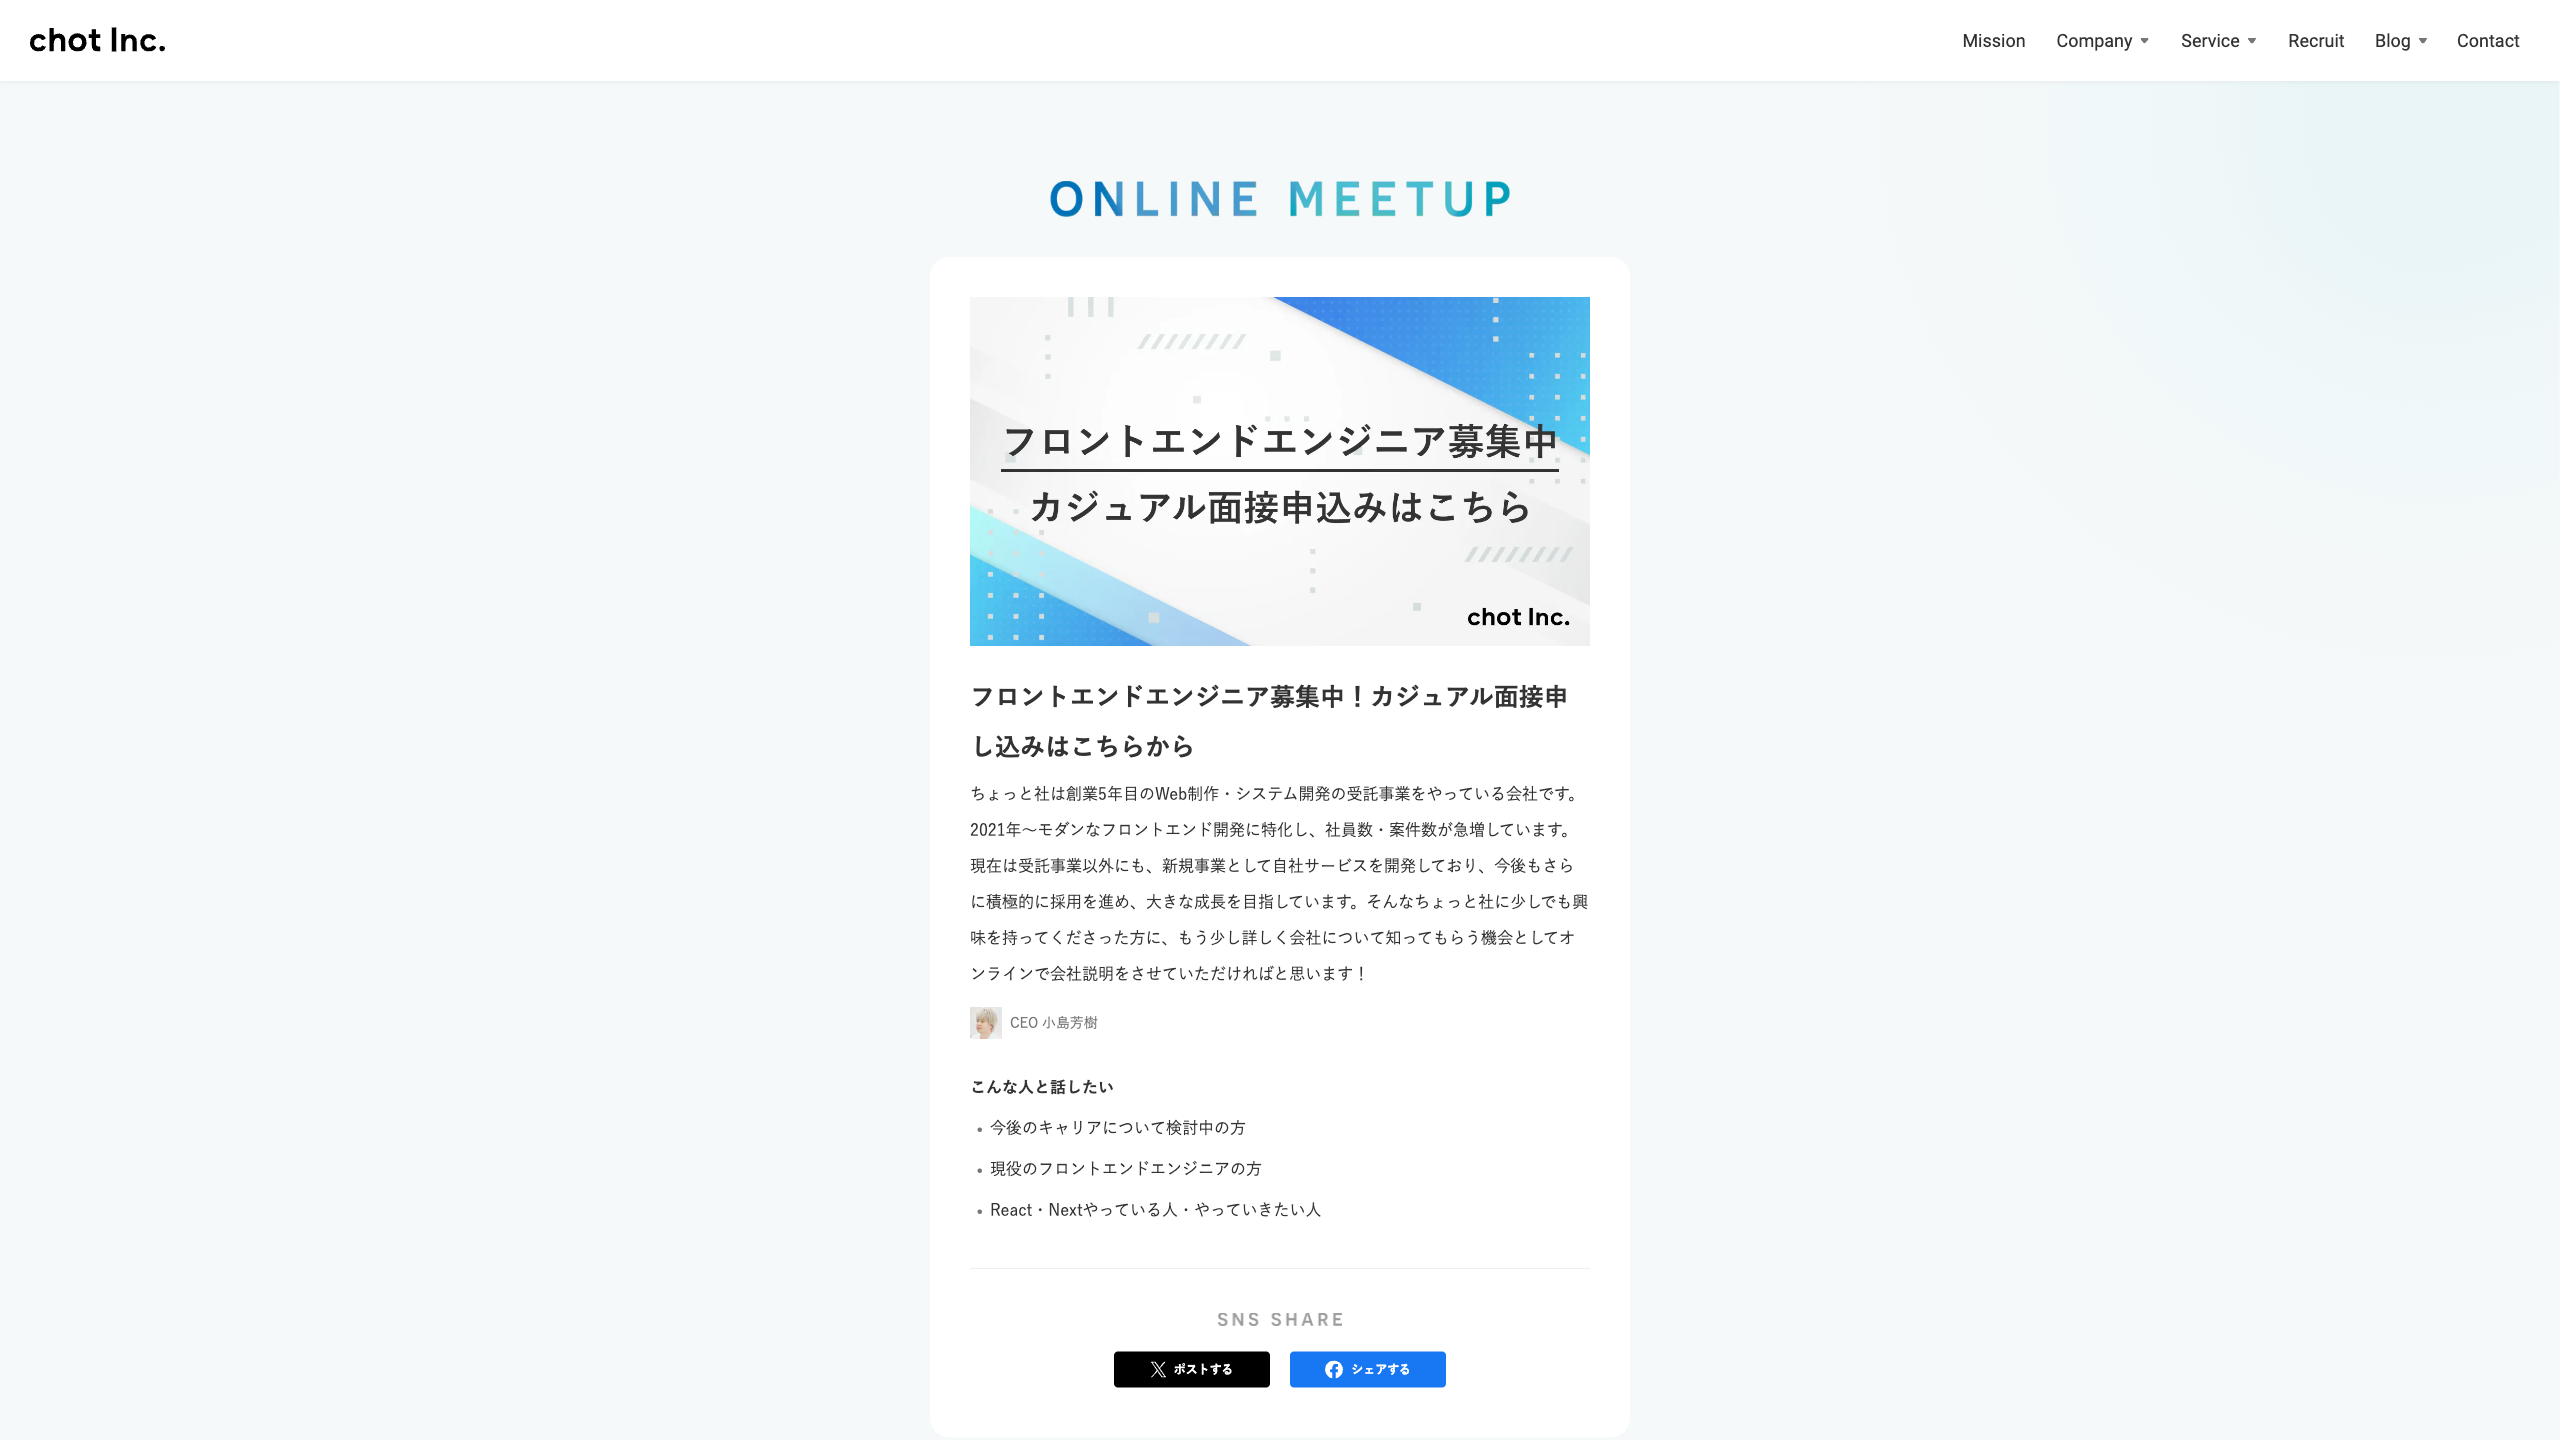 chot Inc.
Mission Company Service Recruit Blog Contact
ONLINE MEETUP
フロントエンドエンジニア募集中
カジュアル面接申込みはこちら
chot Inc.
フロントエンドエンジニア募集中！カジュアル面接申
し込みはこちらから
ちょっと社は創業5年目のWeb制作・システム開発の受託事業をやっている会社です。
2021年〜モダンなフロントエンド開発に特化し、社員数・案件数が急増しています。
現在は受託事業以外にも、新規事業として自社サービスを開発しており、今後もさら
に積極的に採用を進め、大きな成長を目指しています。そんなちょっと社に少しでも興
味を持ってくださった方に、もう少し詳しく会社について知ってもらう機会としてオ
ンラインで会社説明をさせていただければと思います！
CEO 小島芳樹
こんな人と話したい
・今後のキャリアについて検討中の方
・現役のフロントエンドエンジニアの方
・React・Nextやっている人・やっていきたい人
SNS SHARE
ポストする
シェアする